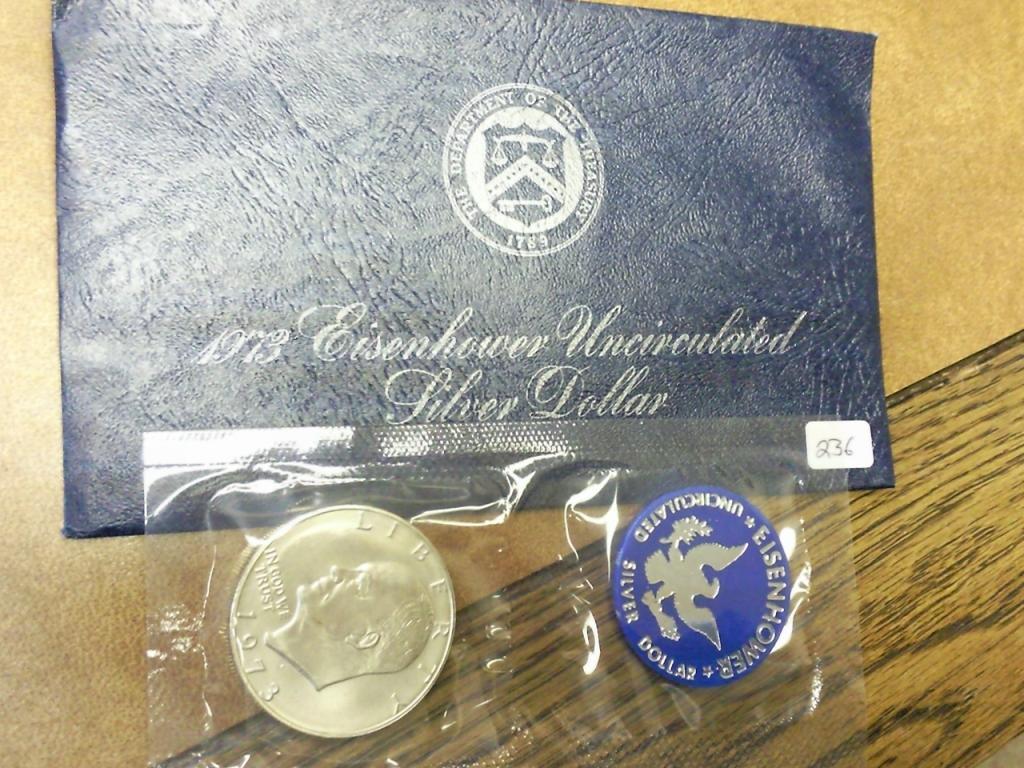 THE DEPARTMENT OF THE TREASURY
1789
1973 Eisenhower Uncirculated
Silver Dollar
236
LIBERTY
IN GOD WE
TRUST
1973
EISENHOWER
★ UNCIRCULATED SILVER DOLLAR ★